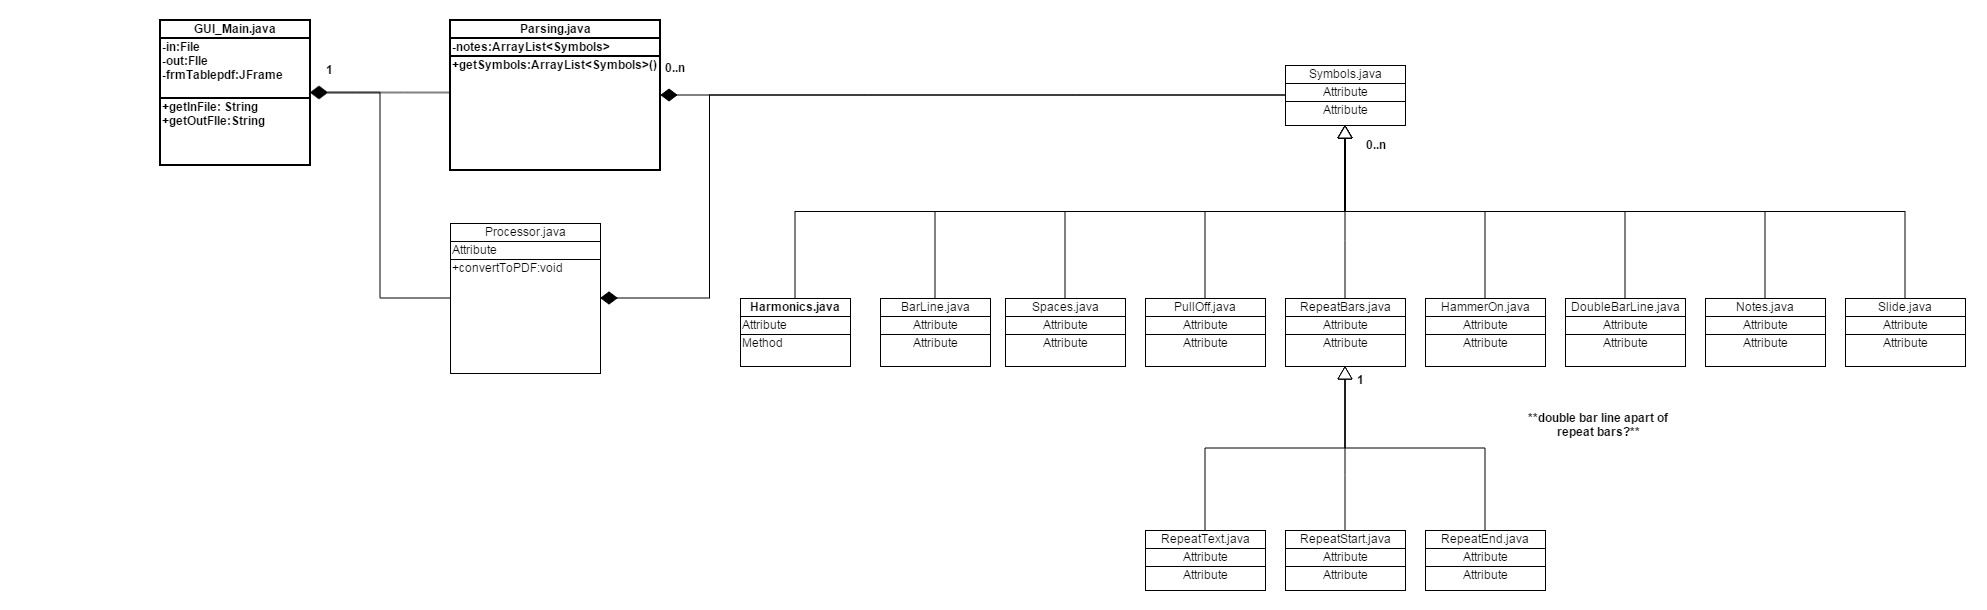 GUI_Main.java
-in:File
-out:FIle
-frmTablepdf:JFrame
+getInFile: String
+getOutFIle:String
1
Parsing.java
-notes:ArrayList<Symbols>
+getSymbols:ArrayList<Symbols>()
0..n
Symbols.java
Attribute
Attribute
0..n
Processor.java
Attribute
+convertToPDF:void
Harmonics.java
Attribute
Method
BarLine.java
Attribute
Attribute
Spaces.java
Attribute
Attribute
PullOff.java
Attribute
Attribute
RepeatBars.java
Attribute
Attribute
HammerOn.java
Attribute
Attribute
DoubleBarLine.java
Attribute
Attribute
Notes.java
Attribute
Attribute
Slide.java
Attribute
Attribute
1
**double bar line apart of
repeat bars?**
RepeatText.java
Attribute
Attribute
RepeatStart.java
Attribute
Attribute
RepeatEnd.java
Attribute
Attribute